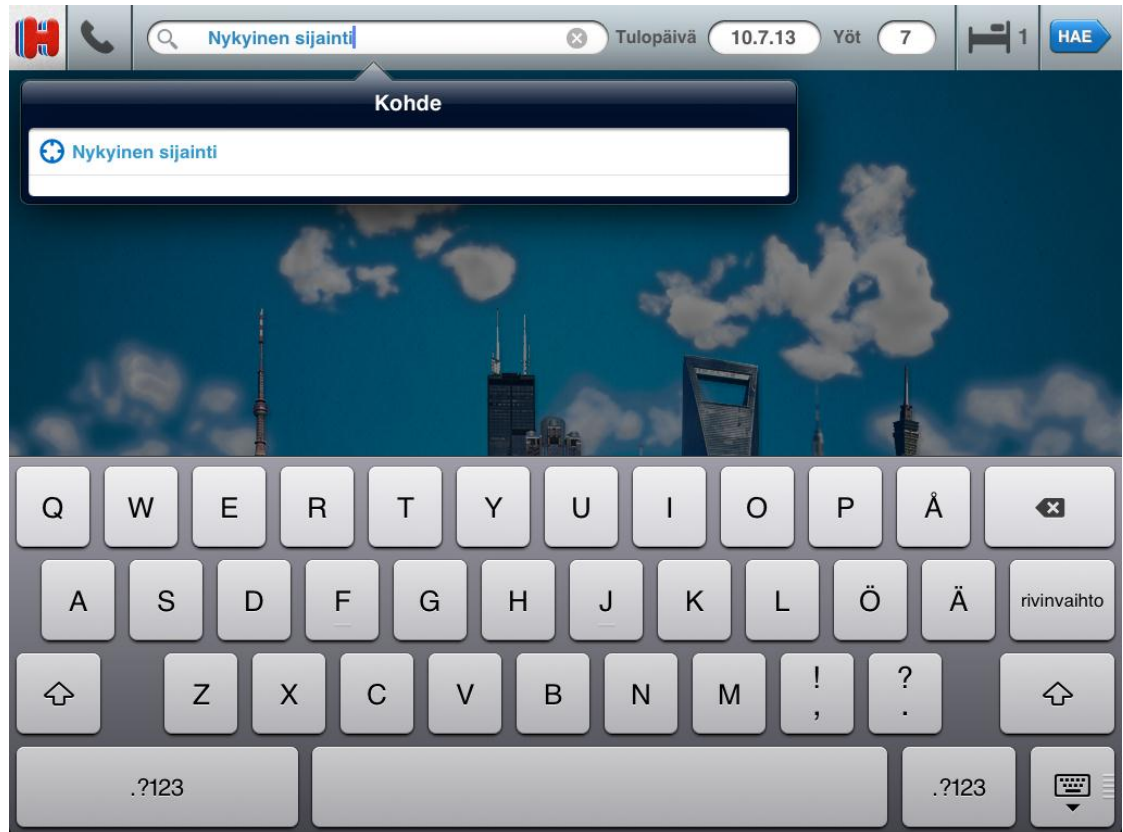 H Nykyinen sijainti Tulopäivä 10.7.13 Yöt 7 1 HAE
Kohde
Nykyinen sijainti
Q W E R T Y U I O P Å
A S D F G H J K L Ö Ä rivinvaihto
Z X C V B N M ! , ? .
.?123 .?123